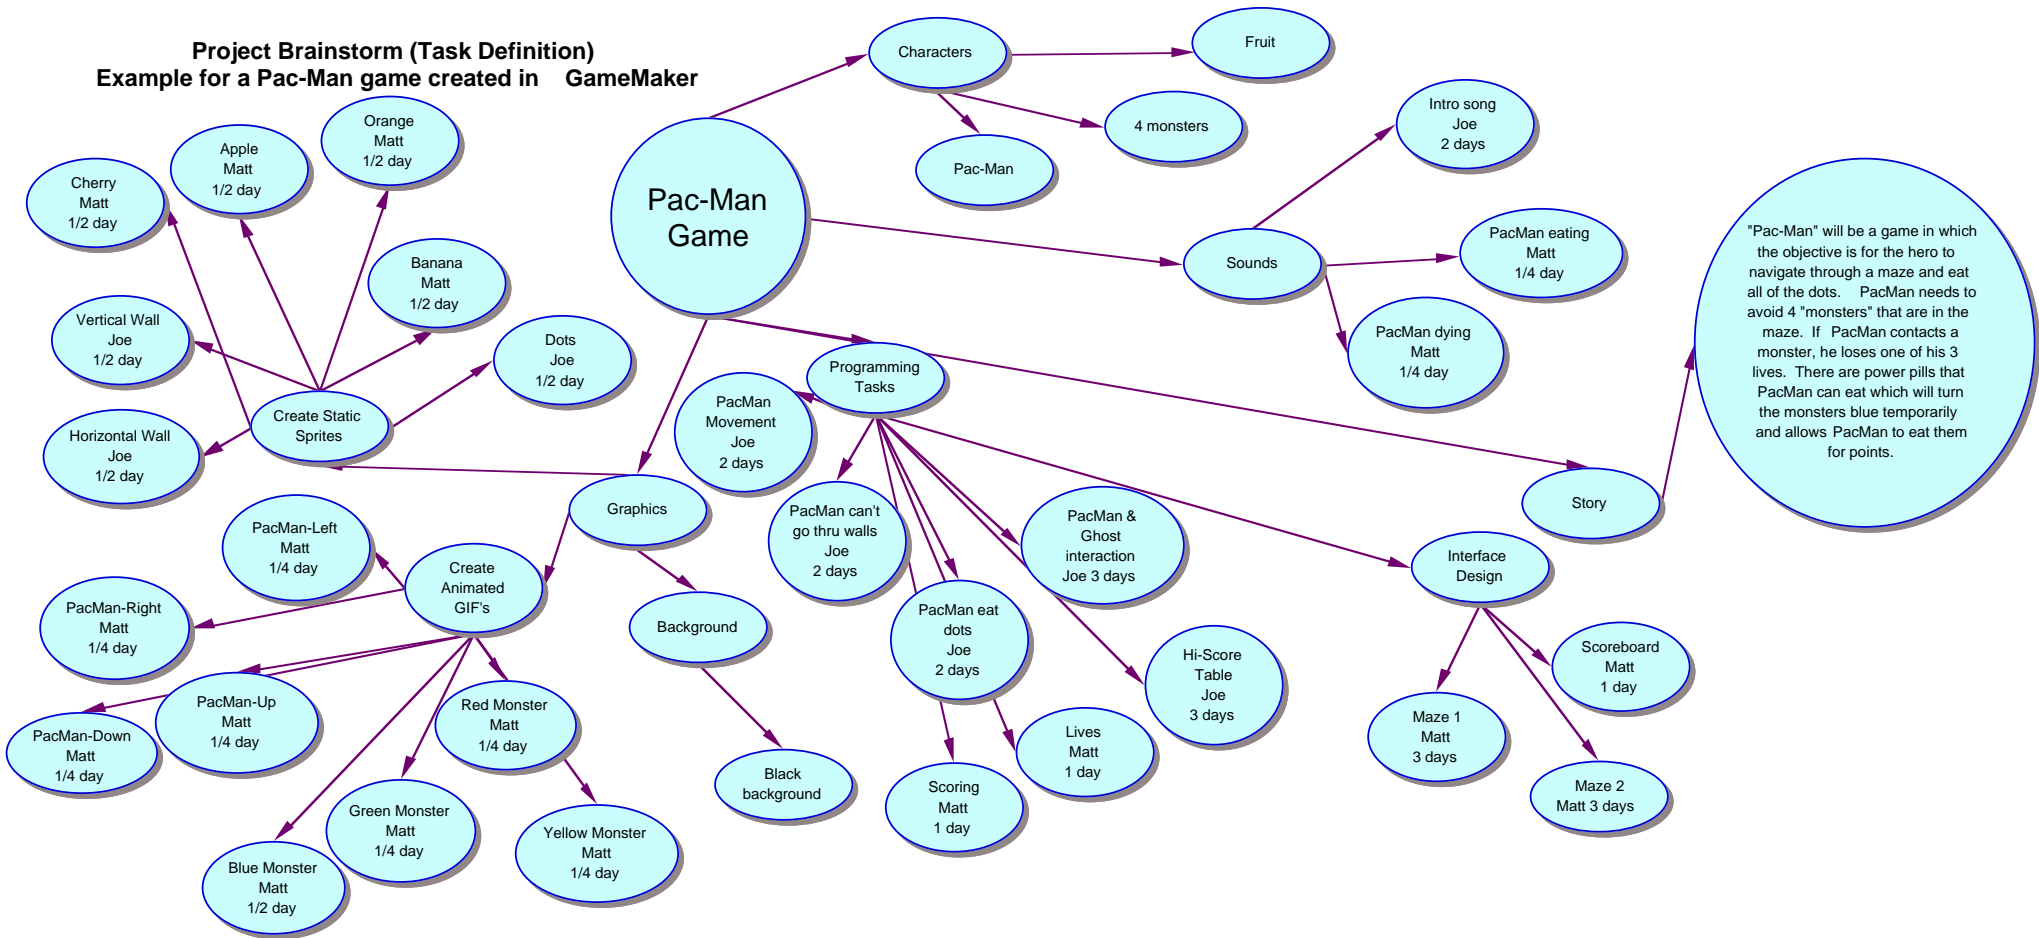 Project Brainstorm (Task Definition)
Example for a Pac-Man game created in GameMaker
Characters
Fruit
4 monsters
Pac-Man
Pac-Man
Game
Intro song
Joe
2 days
Sounds
PacMan eating
Matt
1/4 day
PacMan dying
Matt
1/4 day
"Pac-Man" will be a game in which
the objective is for the hero to
navigate through a maze and eat
all of the dots. PacMan needs to
avoid 4 "monsters" that are in the
maze. If PacMan contacts a
monster, he loses one of his 3
lives. There are power pills that
PacMan can eat which will turn
the monsters blue temporarily
and allows PacMan to eat them
for points.
Story
Orange
Matt
1/2 day
Apple
Matt
1/2 day
Cherry
Matt
1/2 day
Banana
Matt
1/2 day
Vertical Wall
Joe
1/2 day
Dots
Joe
1/2 day
Create Static
Sprites
Horizontal Wall
Joe
1/2 day
Programming
Tasks
PacMan
Movement
Joe
2 days
PacMan can't
go thru walls
Joe
2 days
PacMan &
Ghost
interaction
Joe 3 days
PacMan eat
dots
Joe
2 days
Hi-Score
Table
Joe
3 days
Lives
Matt
1 day
Scoring
Matt
1 day
Interface
Design
Scoreboard
Matt
1 day
Maze 1
Matt
3 days
Maze 2
Matt 3 days
Graphics
Background
Black
background
Create
Animated
GIF's
PacMan-Left
Matt
1/4 day
PacMan-Right
Matt
1/4 day
PacMan-Up
Matt
1/4 day
PacMan-Down
Matt
1/4 day
Red Monster
Matt
1/4 day
Green Monster
Matt
1/4 day
Yellow Monster
Matt
1/4 day
Blue Monster
Matt
1/2 day